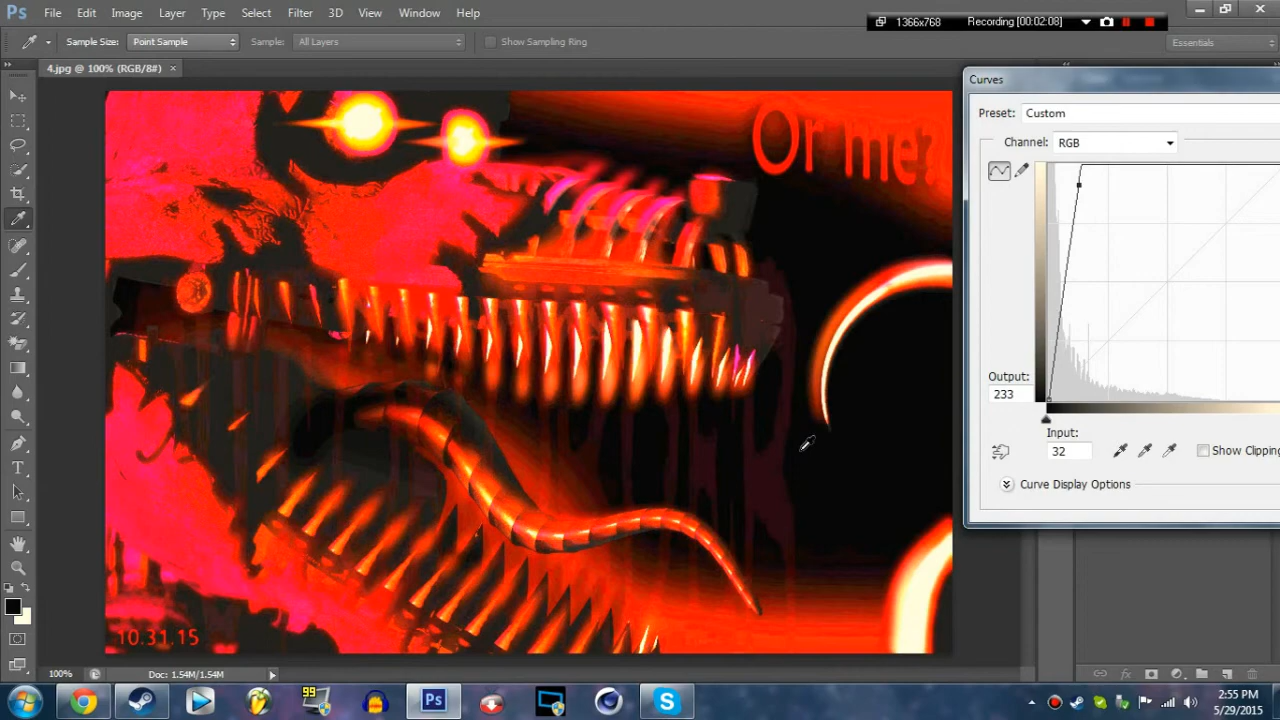 Ps File Edit Image Layer Type Select Filter 3D View Window Help
1366x768 Recording [00:02:08]
Sample Size: Point Sample Sample: All Layers Show Sampling Ring Essentials
4.jpg @ 100% (RGB/8#) ×
Curves
Preset: Custom
Channel: RGB
Or me?
Output:
233
Input:
32
Show Clipping
Curve Display Options
10.31.15
100% Doc: 1.54M/1.54M
99
Ps
2:55 PM
5/29/2015